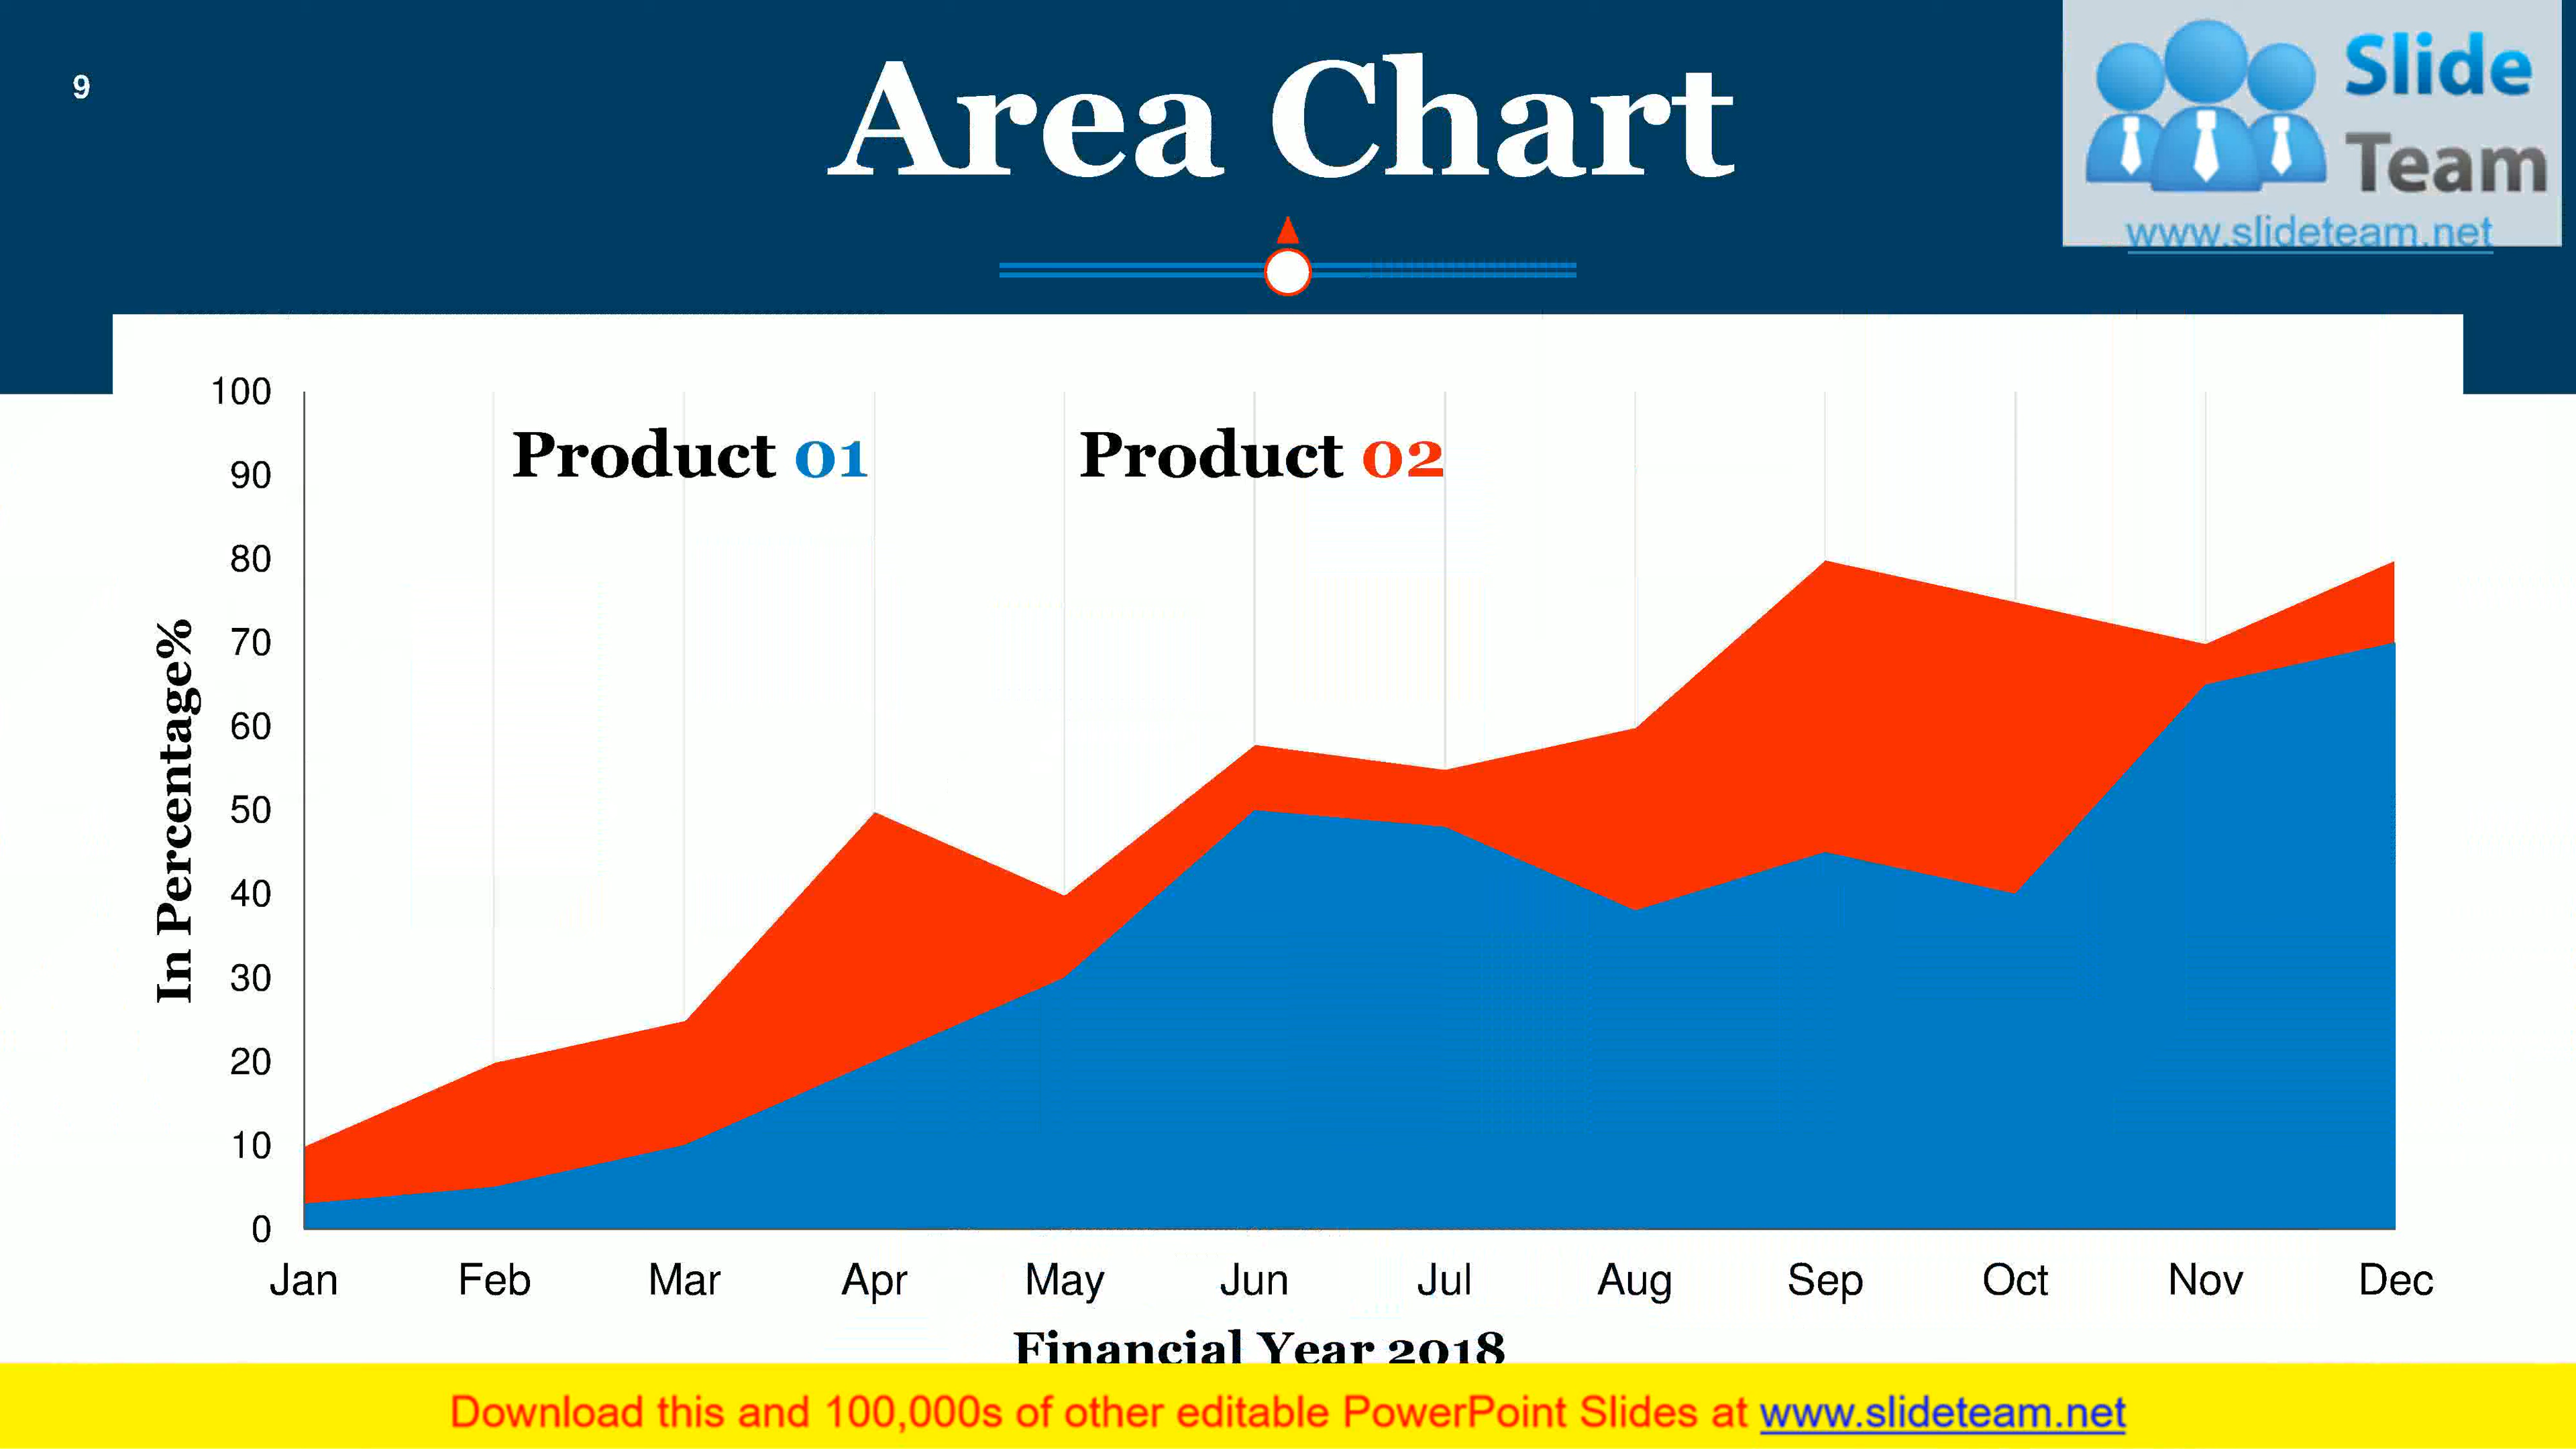 9
Area Chart
Slide
Team
www.slideteam.net
Product 01
Product 02
100
90
80
70
60
50
40
30
20
10
0
In Percentage%
Jan Feb Mar Apr May Jun Jul Aug Sep Oct Nov Dec
Financial Year 2018
Download this and 100,000s of other editable PowerPoint Slides at www.slideteam.net